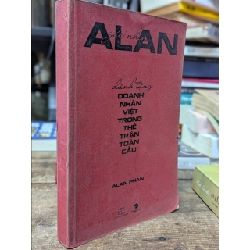 ALAN
DOANH
NHÂN
VIỆT
TRONG
THẾ
TRẬN
TOÀN
CẦU
ALAN PHAN